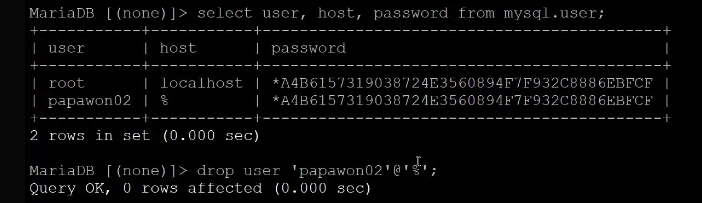 MariaDB [(none)]> select user, host, password from mysql.user;
+-----------+-----------+-------------------------------------------+
| user      | host      | password                                  |
+-----------+-----------+-------------------------------------------+
| root      | localhost | *A4B6157319038724E3560894F7F932C8886EBFCF |
| papawon02 | %         | *A4B6157319038724E3560894F7F932C8886EBFCF |
+-----------+-----------+-------------------------------------------+
2 rows in set (0.000 sec)
MariaDB [(none)]> drop user 'papawon02'@'%';
Query OK, 0 rows affected (0.000 sec)